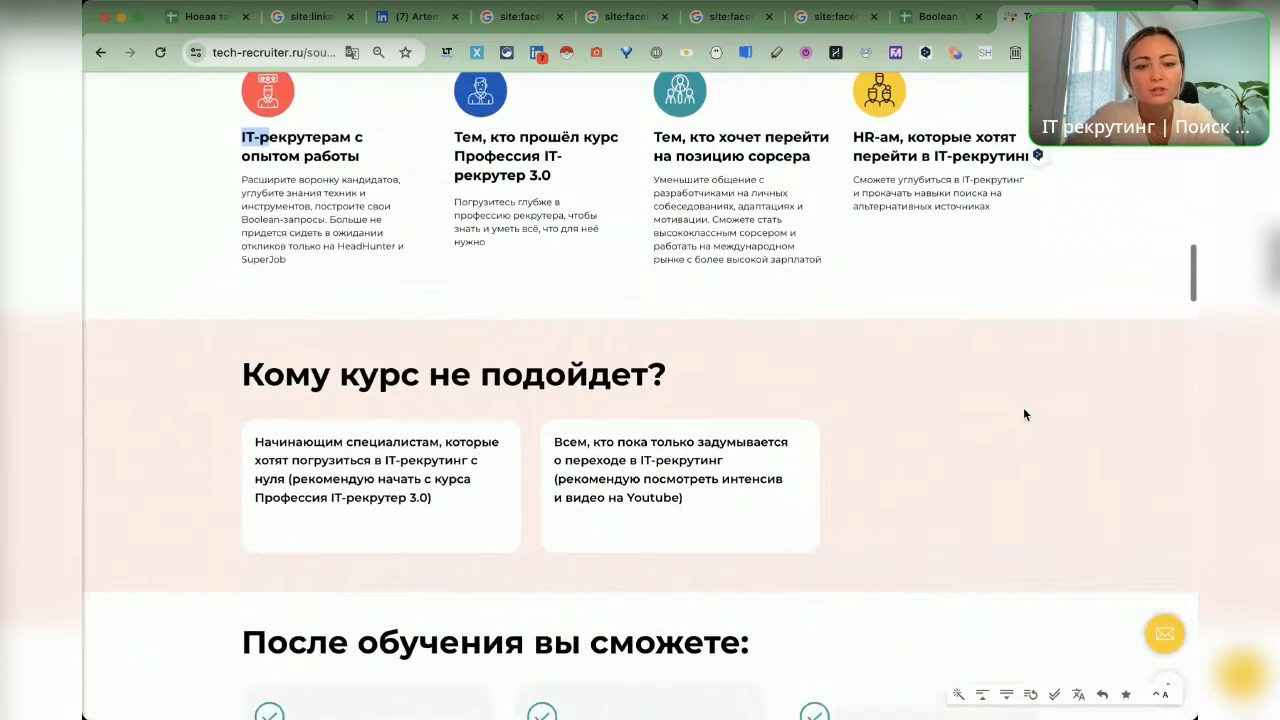 Новая та
site:linke
(7) Artem
site:face
site:face
site:face
site:face
Boolean
tech-recruiter.ru/sou...
IT рекрутинг | Поиск ...
IT-рекрутерам с
опытом работы
Расширите воронку кандидатов,
углубите знания техник и
инструментов, построите свои
Boolean-запросы. Больше не
придется сидеть в ожидании
откликов только на HeadHunter и
SuperJob
Тем, кто прошёл курс
Профессия IT-
рекрутер 3.0
Погрузитесь глубже в
профессию рекрутера, чтобы
знать и уметь всё, что для неё
нужно
Тем, кто хочет перейти
на позицию сорсера
Уменьшите общение с
разработчиками на личных
собеседованиях, адаптациях и
мотивации. Сможете стать
высококлассным сорсером и
работать на международном
рынке с более высокой зарплатой
HR-ам, которые хотят
перейти в IT-рекрутинг
Сможете углубиться в IT-рекрутинг
и прокачать навыки поиска на
альтернативных источниках
Кому курс не подойдет?
Начинающим специалистам, которые
хотят погрузиться в IT-рекрутинг с
нуля (рекомендую начать с курса
Профессия IT-рекрутер 3.0)
Всем, кто пока только задумывается
о переходе в IT-рекрутинг
(рекомендую посмотреть интенсив
и видео на Youtube)
После обучения вы сможете: